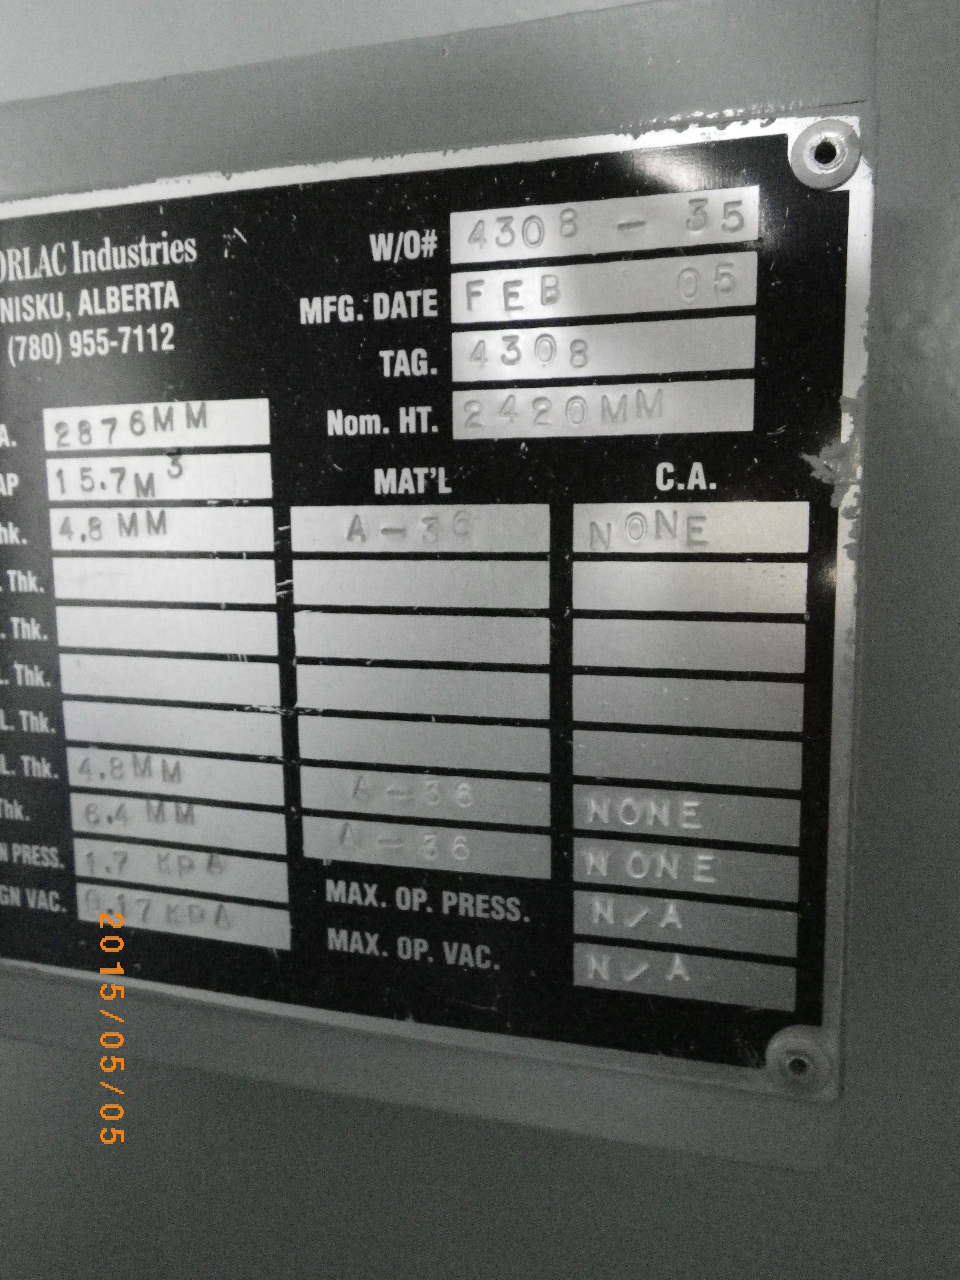 ORLAC Industries
NISKU, ALBERTA
(780) 955-7112
W/O# 4308 - 35
MFG. DATE FEB 05
TAG. 4308
Nom. HT. 2420MM
A. 2876MM
AP 15.7M³
MAT'L C.A.
hk. 4.8 MM A-36 NONE
. Thk.
. Thk.
L. Thk.
L. Thk.
L. Thk. 4.8MM A-36 NONE
Thk. 6.4 MM A-36 NONE
N PRESS. 1.7 KPA MAX. OP. PRESS. N/A
GN VAC. 0.17KPA MAX. OP. VAC. N/A
2015/05/05